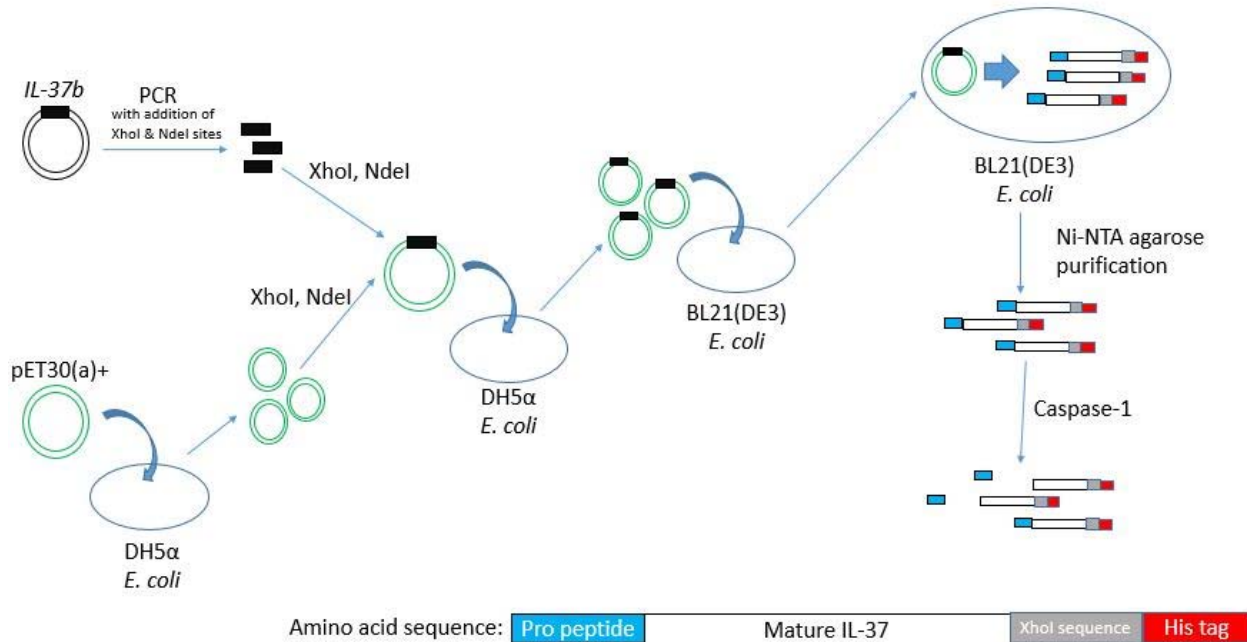 IL-37b
PCR
with addition of
XhoI & NdeI sites
XhoI, NdeI
XhoI, NdeI
pET30(a)+
DH5α
E. coli
DH5α
E. coli
BL21(DE3)
E. coli
BL21(DE3)
E. coli
Ni-NTA agarose
purification
Caspase-1
Amino acid sequence: Pro peptide Mature IL-37 XhoI sequence His tag